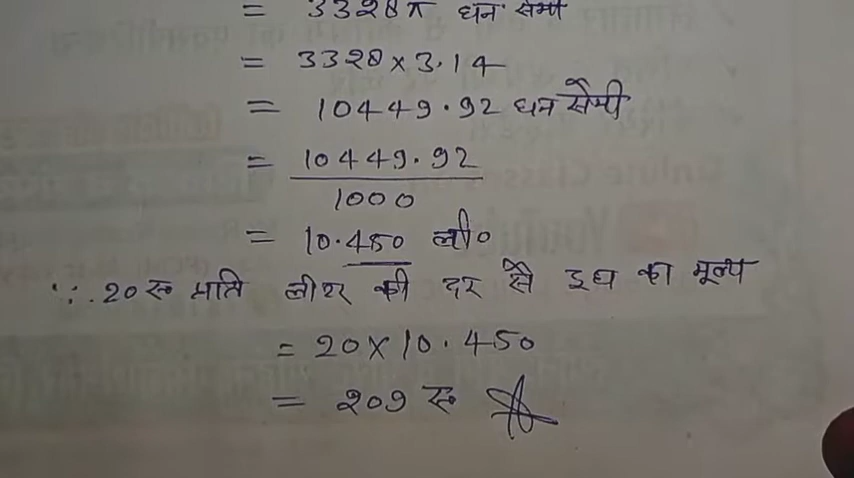 = 3328π घन सेमी
= 3328 × 3.14
= 10449.92 घन सेमी
= 10449.92
1000
= 10.450 ली०
∵ 20 रू प्रति लीटर की दर से दूध का मूल्य
= 20 × 10.450
= 209 रू